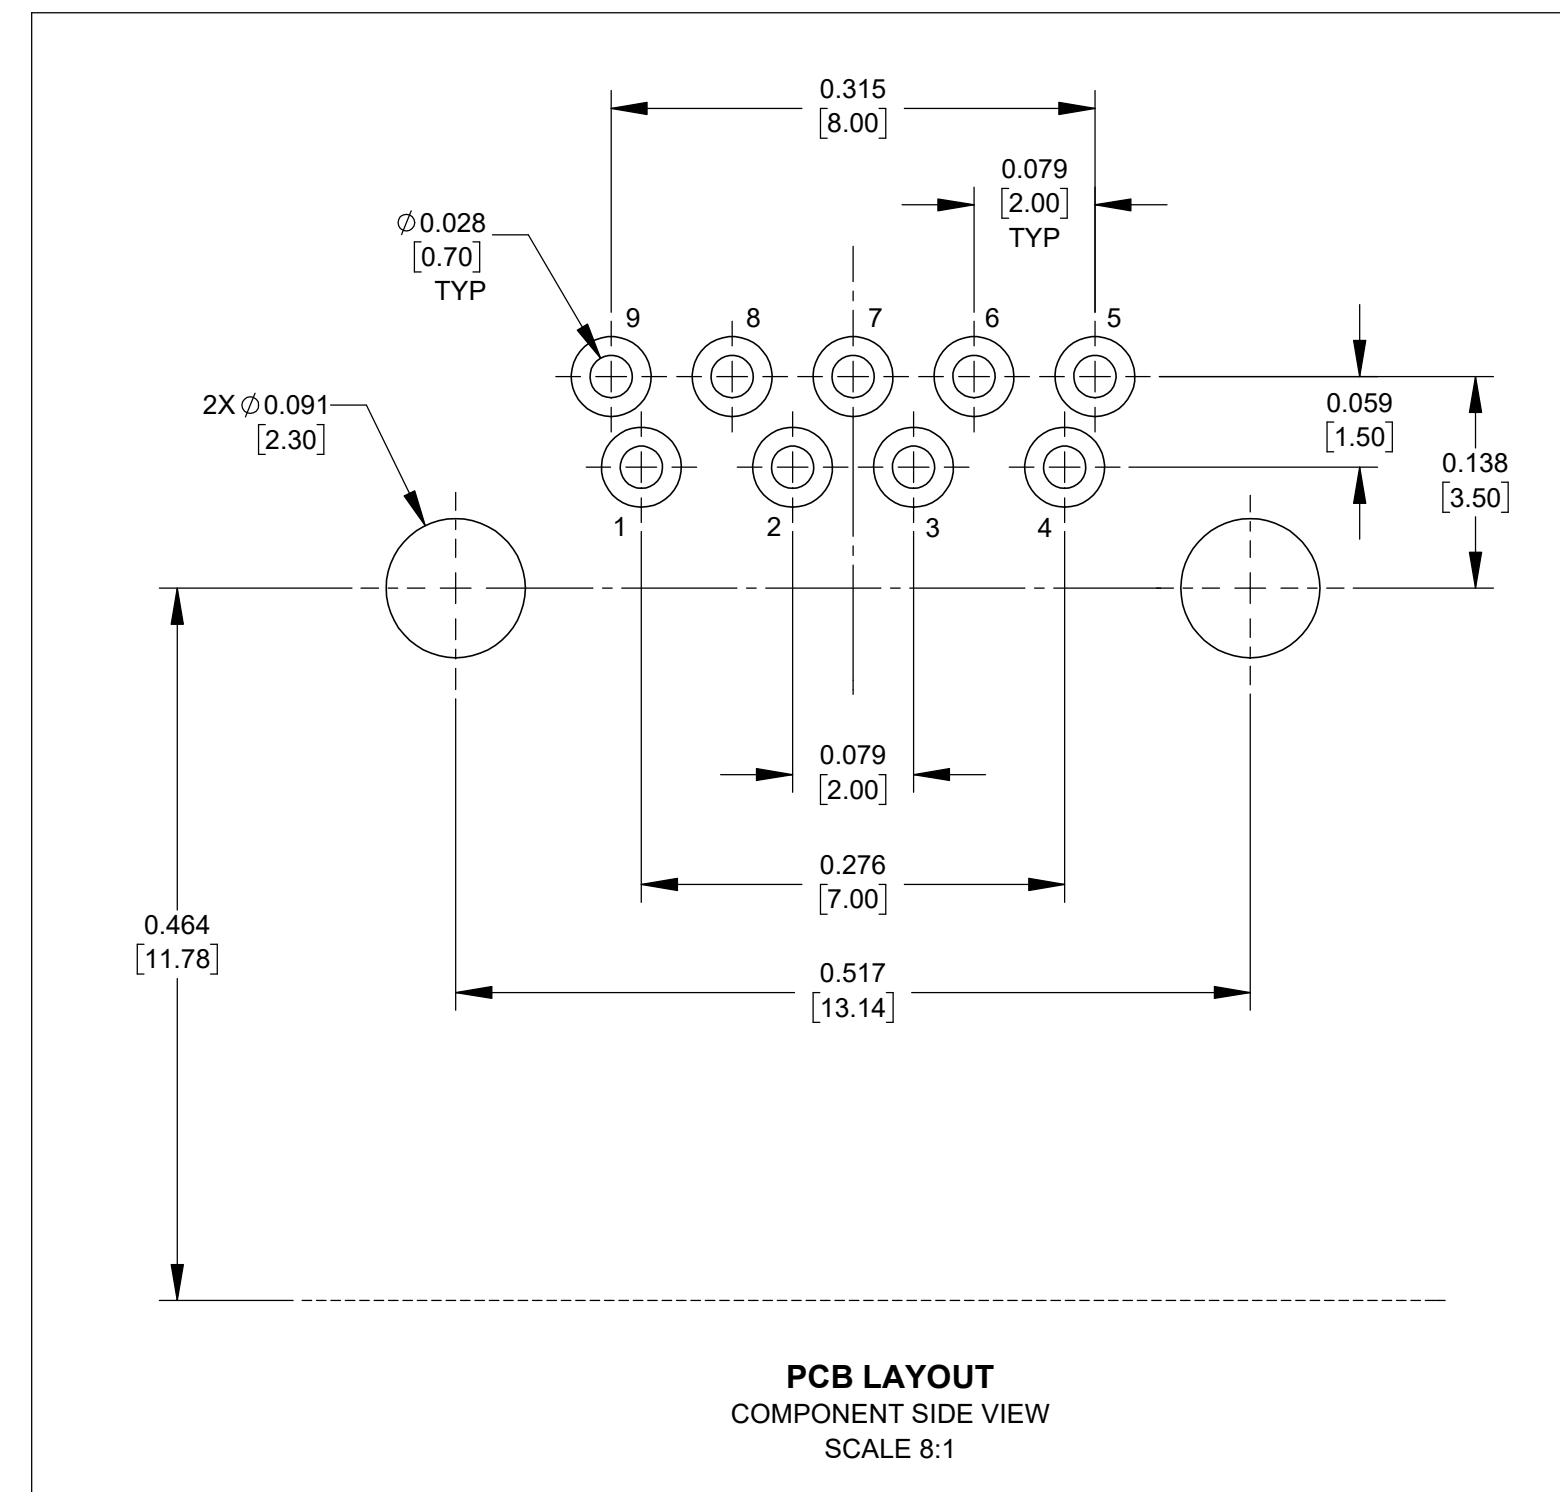 0.315
[8.00]
0.079
[2.00]
TYP
⌀0.028
[0.70]
TYP
9 8 7 6 5
2X ⌀0.091
[2.30]
0.059
[1.50]
0.138
[3.50]
1 2 3 4
0.079
[2.00]
0.276
[7.00]
0.464
[11.78]
0.517
[13.14]
PCB LAYOUT
COMPONENT SIDE VIEW
SCALE 8:1